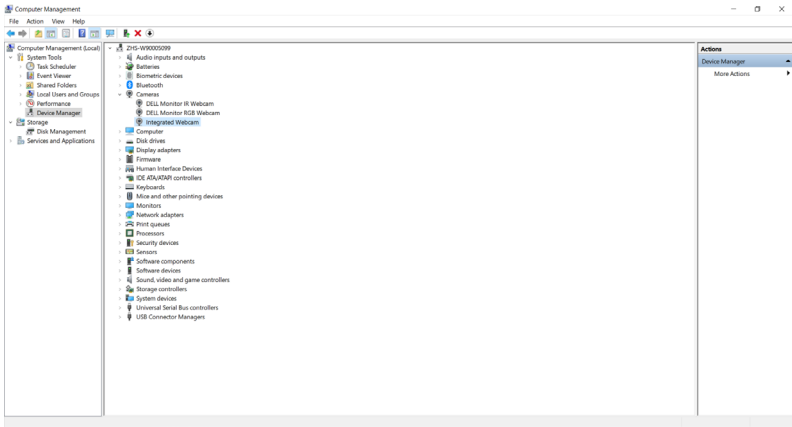 Computer Management
File Action View Help
Computer Management (Local)
System Tools
Task Scheduler
Event Viewer
Shared Folders
Local Users and Groups
Performance
Device Manager
Storage
Disk Management
Services and Applications
ZHS-W90005099
Audio inputs and outputs
Batteries
Biometric devices
Bluetooth
Cameras
DELL Monitor IR Webcam
DELL Monitor RGB Webcam
Integrated Webcam
Computer
Disk drives
Display adapters
Firmware
Human Interface Devices
IDE ATA/ATAPI controllers
Keyboards
Mice and other pointing devices
Monitors
Network adapters
Print queues
Processors
Security devices
Sensors
Software components
Software devices
Sound, video and game controllers
Storage controllers
System devices
Universal Serial Bus controllers
USB Connector Managers
Actions
Device Manager
More Actions